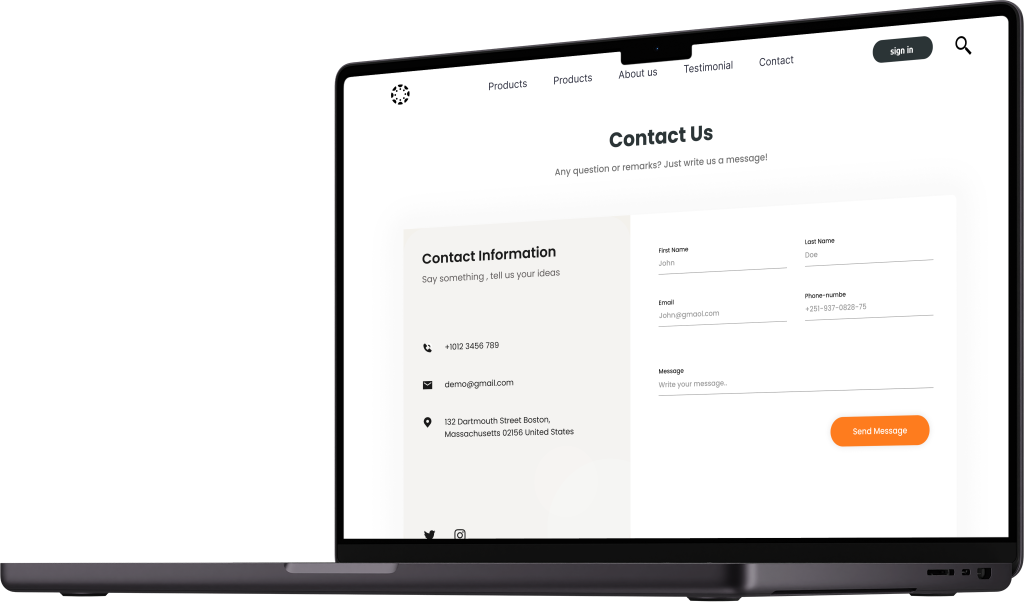 Products
Products
About us
Testimonial
Contact
sign in
Contact Us
Any question or remarks? Just write us a message!
Contact Information
Say something , tell us your ideas
+1012 3456 789
demo@gmail.com
132 Dartmouth Street Boston,
Massachusetts 02156 United States
First Name
John
Last Name
Doe
Email
John@gmaol.com
Phone-numbe
+251-937-0828-75
Message
Write your message..
Send Message